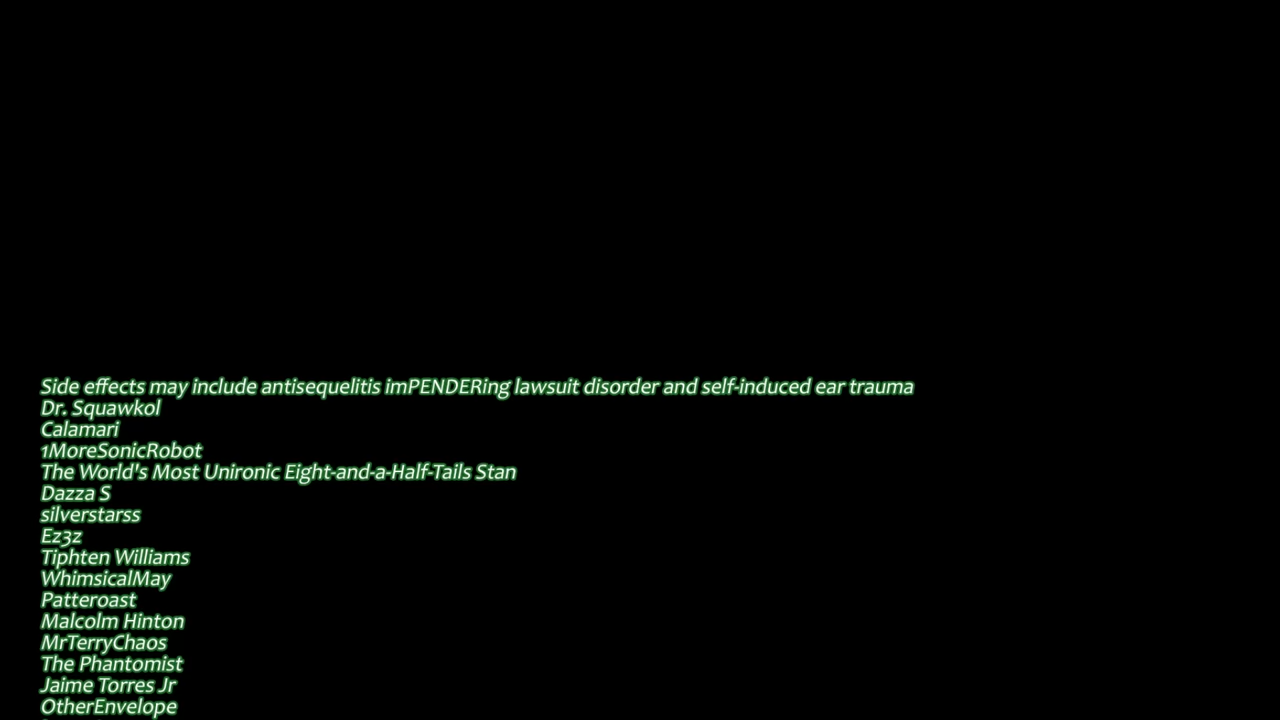 Side effects may include antisequelitis imPENDERing lawsuit disorder and self-induced ear trauma
Dr. Squawkol
Calamari
1MoreSonicRobot
The World's Most Unironic Eight-and-a-Half-Tails Stan
Dazza S
silverstarss
Ez3z
Tiphten Williams
WhimsicalMay
Patteroast
Malcolm Hinton
MrTerryChaos
The Phantomist
Jaime Torres Jr
OtherEnvelope